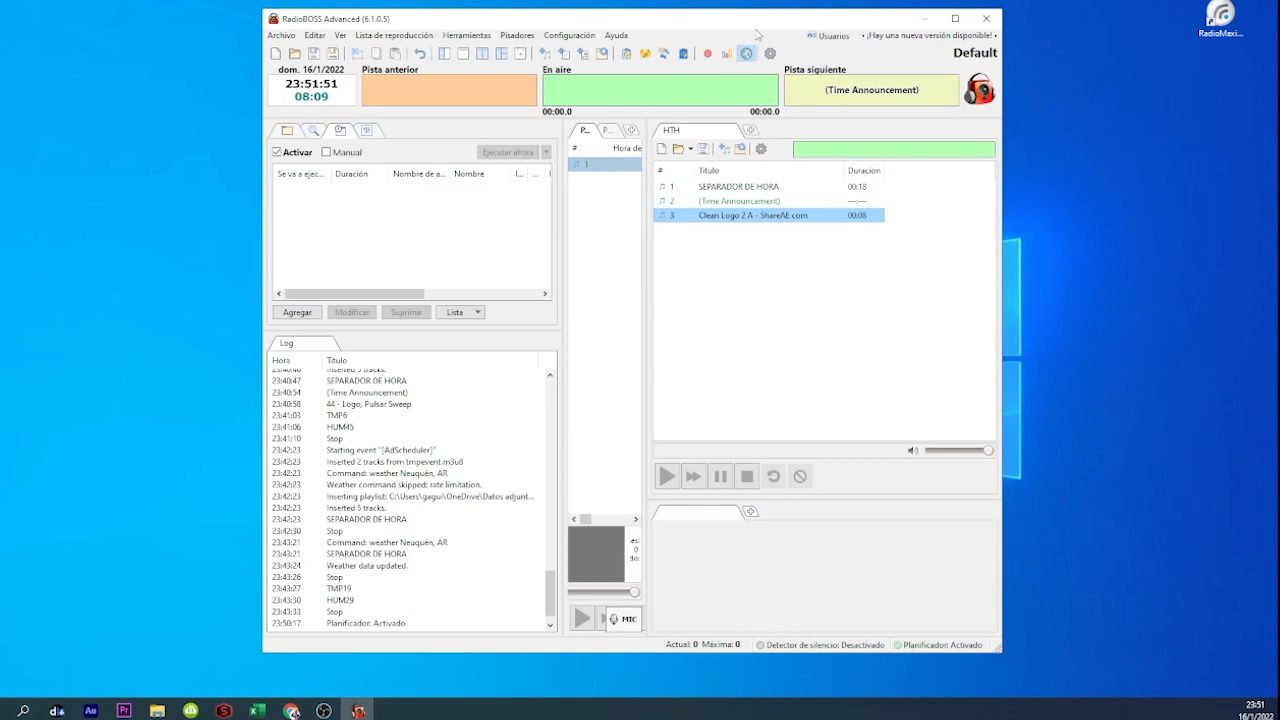 RadioBOSS Advanced (6.1.0.5)
RadioMaxi...
Archivo Editar Ver Lista de reproducción Herramientas Pisadores Configuración Ayuda Usuarios • ¡Hay una nueva versión disponible! •
Default
dom. 16/1/2022 Pista anterior En aire Pista siguiente
23:51:51
08:09
(Time Announcement)
00:00.0 00:00.0
P... P... HTH
Activar Manual Ejecutar ahora
# Hora de
1
Se va a ejec... Duración Nombre de a... Nombre I... ...
# Titulo Duracion
1 SEPARADOR DE HORA 00:18
2 (Time Announcement) --:--
3 Clean Logo 2 A - ShareAE com 00:08
Agregar Modificar Suprimir Lista
Log
Hora Titulo
23:40:47 SEPARADOR DE HORA
23:40:54 (Time Announcement)
23:40:58 44 - Logo, Pulsar Sweep
23:41:03 TMP6
23:41:06 HUM45
23:41:10 Stop
23:42:23 Starting event "[AdScheduler]"
23:42:23 Inserted 2 tracks from tmpevent.m3u8
23:42:23 Command: weather Neuquén, AR
23:42:23 Weather command skipped: rate limitation.
23:42:23 Inserting playlist: C:\Users\gagui\OneDrive\Datos adjunt...
23:42:23 Inserted 5 tracks.
23:42:23 SEPARADOR DE HORA
23:42:30 Stop
23:43:21 Command: weather Neuquén, AR
23:43:21 SEPARADOR DE HORA
23:43:24 Weather data updated.
23:43:26 Stop
23:43:27 TMP19
23:43:30 HUM29
23:43:33 Stop
23:50:17 Planificador: Activado
es:
0
do:
MIC
Actual: 0 Máxima: 0 Detector de silencio: Desactivado Planificador: Activado
Au Pr
23:51
16/1/2022